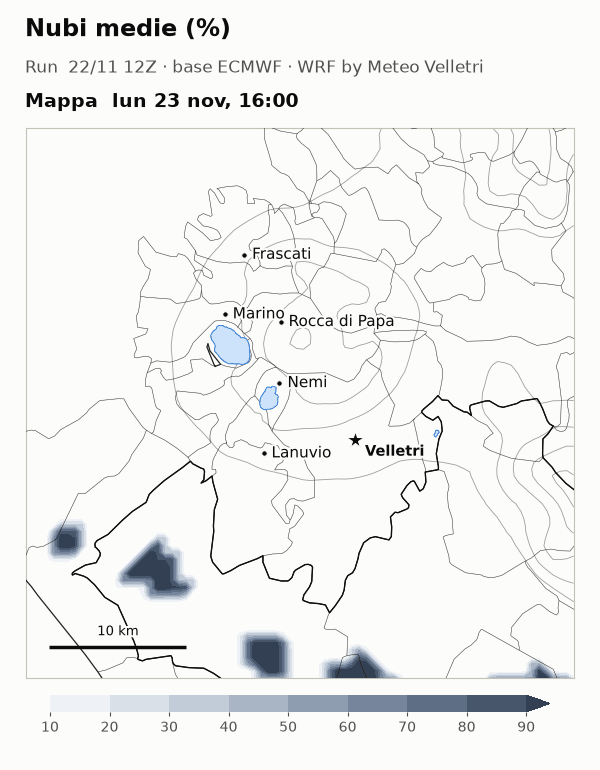 Nubi medie (%)
Run  22/11 12Z · base ECMWF · WRF by Meteo Velletri
Mappa  lun 23 nov, 16:00
Frascati
Marino
Rocca di Papa
Nemi
Velletri
Lanuvio
10 km
10 20 30 40 50 60 70 80 90